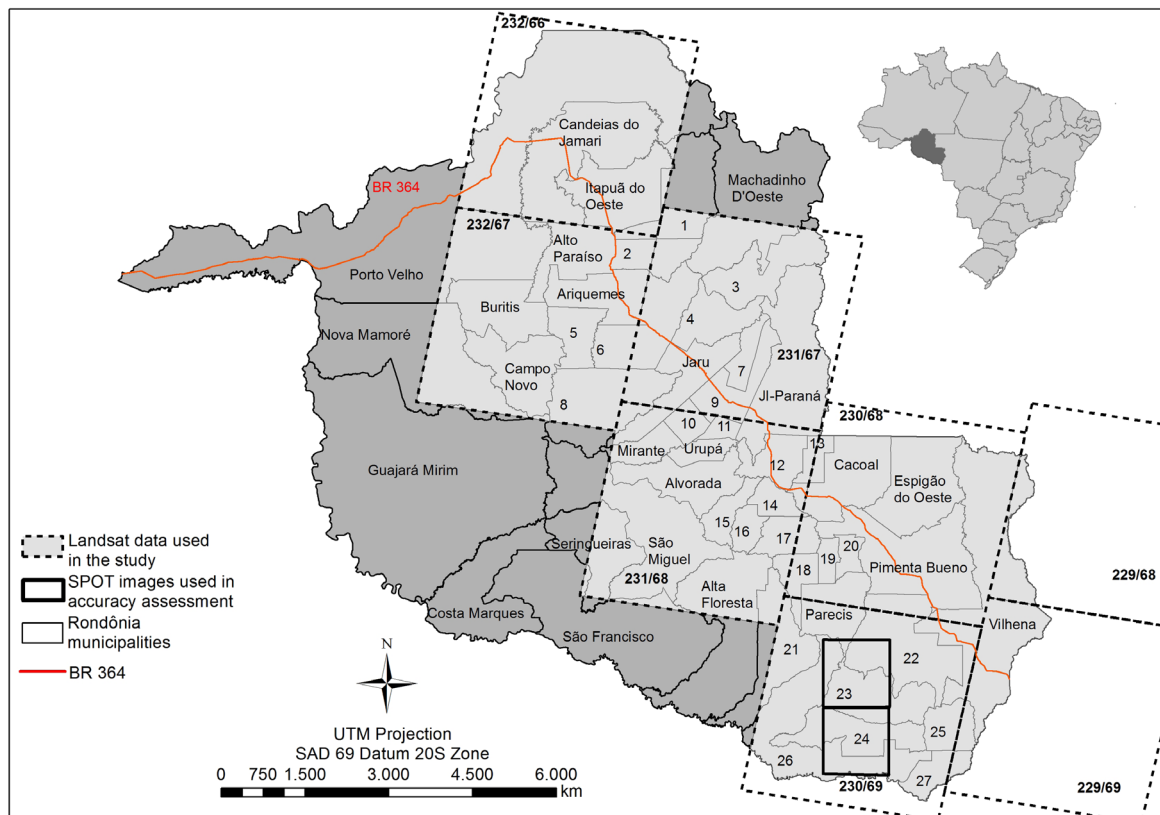 232/66
Candeias do
Jamari
Itapuã do
Oeste
Machadinho
D'Oeste
BR 364
232/67
Alto
Paraíso
1
2
3
Porto Velho
Ariquemes
Buritis
4
Nova Mamoré
5
6
231/67
Jaru
7
Campo
Novo
JI-Paraná
8
9
230/68
10
11
Mirante
Urupá
13
12
Cacoal
Guajará Mirim
Alvorada
Espigão
do Oeste
14
15
16
17
Seringueiras
São
Miguel
231/68
18
19
20
Pimenta Bueno
229/68
Alta
Floresta
Costa Marques
Parecis
Vilhena
São Francisco
21
22
23
24
25
26
27
230/69
229/69
Landsat data used
in the study
SPOT images used in
accuracy assessment
Rondônia
municipalities
BR 364
N
UTM Projection
SAD 69 Datum 20S Zone
0 750 1.500 3.000 4.500 6.000
km